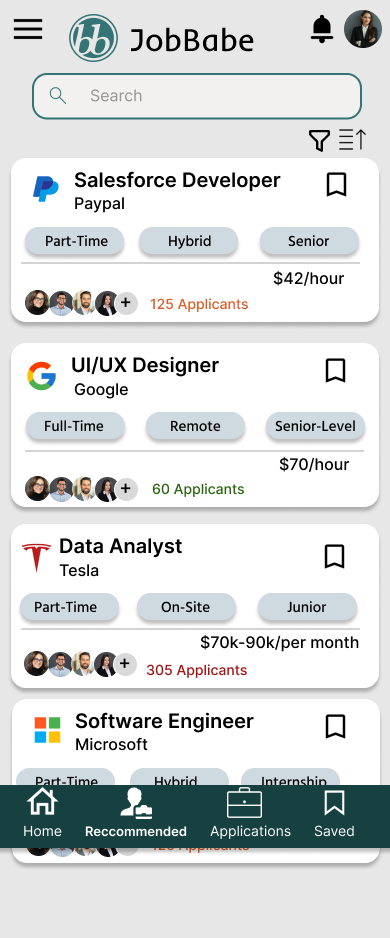 bb JobBabe
Search
Salesforce Developer
Paypal
Part-Time Hybrid Senior
$42/hour
+ 125 Applicants
UI/UX Designer
Google
Full-Time Remote Senior-Level
$70/hour
+ 60 Applicants
Data Analyst
Tesla
Part-Time On-Site Junior
$70k-90k/per month
+ 305 Applicants
Software Engineer
Microsoft
Part-Time Hybrid Internship
Home Reccommended Applications Saved